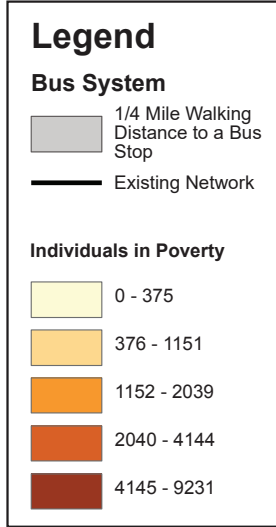 Legend
Bus System
1/4 Mile Walking
Distance to a Bus
Stop
Existing Network
Individuals in Poverty
0 - 375
376 - 1151
1152 - 2039
2040 - 4144
4145 - 9231